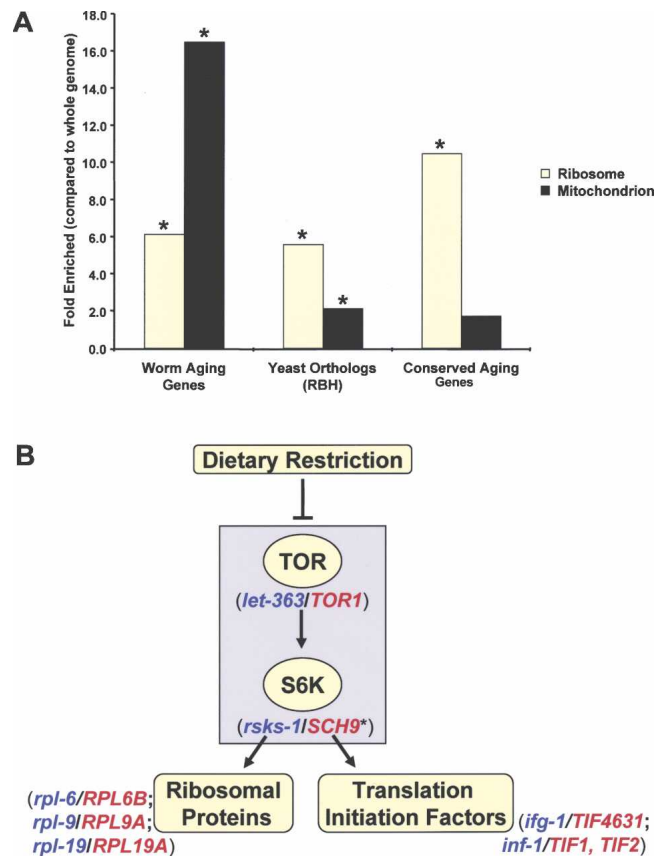 A
Fold Enriched (compared to whole genome)
18.0
16.0
14.0
12.0
10.0
8.0
6.0
4.0
2.0
0.0
*
*
*
*
*
Ribosome
Mitochondrion
Worm Aging
Genes
Yeast Orthologs
(RBH)
Conserved Aging
Genes
B
Dietary Restriction
TOR
(let-363/TOR1)
S6K
(rsks-1/SCH9*)
Ribosomal
Proteins
(rpl-6/RPL6B;
rpl-9/RPL9A;
rpl-19/RPL19A)
Translation
Initiation Factors
(ifg-1/TIF4631;
inf-1/TIF1, TIF2)